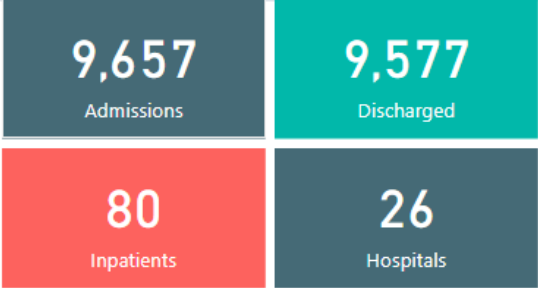 9,657
Admissions
9,577
Discharged
80
Inpatients
26
Hospitals